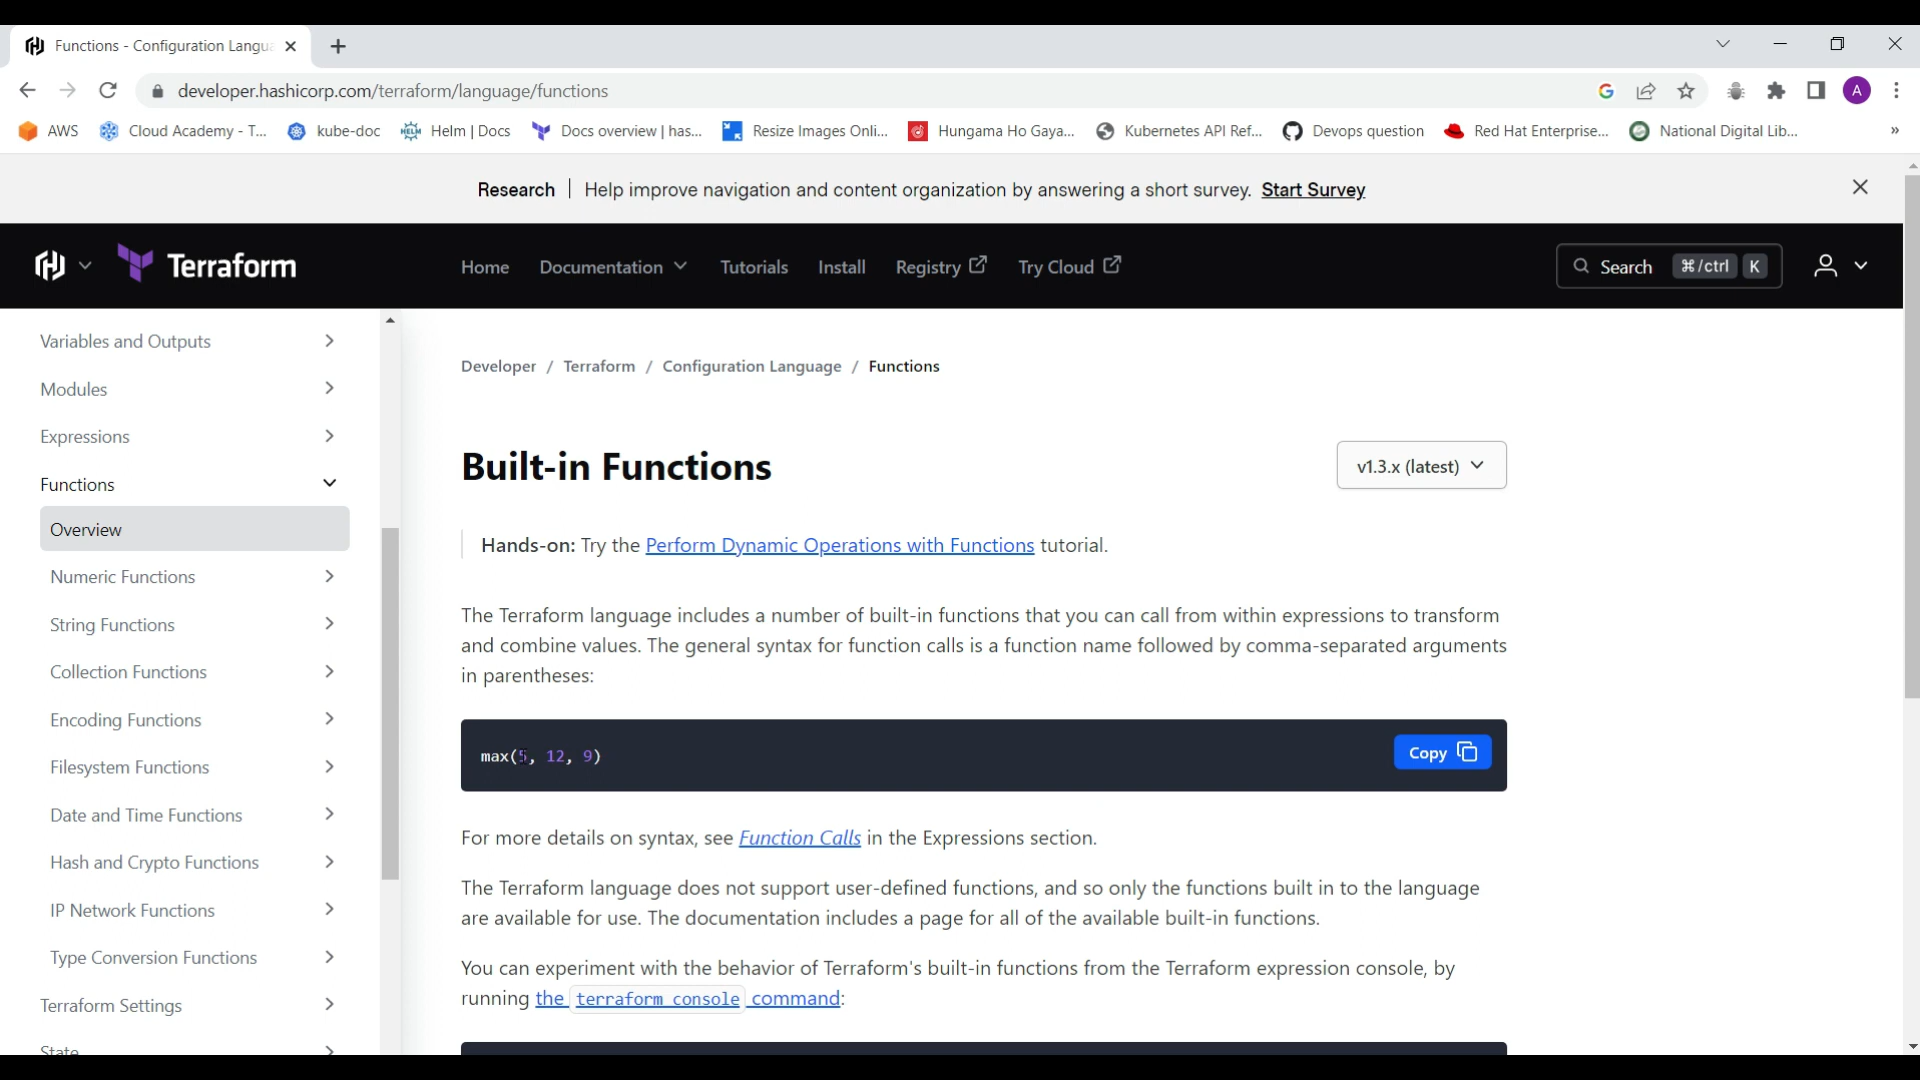 Functions - Configuration Langua
developer.hashicorp.com/terraform/language/functions
A
AWS
Cloud Academy - T...
kube-doc
HELM
Helm | Docs
Docs overview | has...
Resize Images Onli...
Hungama Ho Gaya...
Kubernetes API Ref...
Devops question
Red Hat Enterprise...
National Digital Lib...
»
Research | Help improve navigation and content organization by answering a short survey. Start Survey
Terraform
Home
Documentation
Tutorials
Install
Registry
Try Cloud
Search ⌘/ctrl K
Variables and Outputs
Modules
Expressions
Functions
Overview
Numeric Functions
String Functions
Collection Functions
Encoding Functions
Filesystem Functions
Date and Time Functions
Hash and Crypto Functions
IP Network Functions
Type Conversion Functions
Terraform Settings
State
Developer / Terraform / Configuration Language / Functions
Built-in Functions
v1.3.x (latest)
Hands-on: Try the Perform Dynamic Operations with Functions tutorial.
The Terraform language includes a number of built-in functions that you can call from within expressions to transform
and combine values. The general syntax for function calls is a function name followed by comma-separated arguments
in parentheses:
max(5, 12, 9)
Copy
For more details on syntax, see Function Calls in the Expressions section.
The Terraform language does not support user-defined functions, and so only the functions built in to the language
are available for use. The documentation includes a page for all of the available built-in functions.
You can experiment with the behavior of Terraform's built-in functions from the Terraform expression console, by
running the terraform console command: